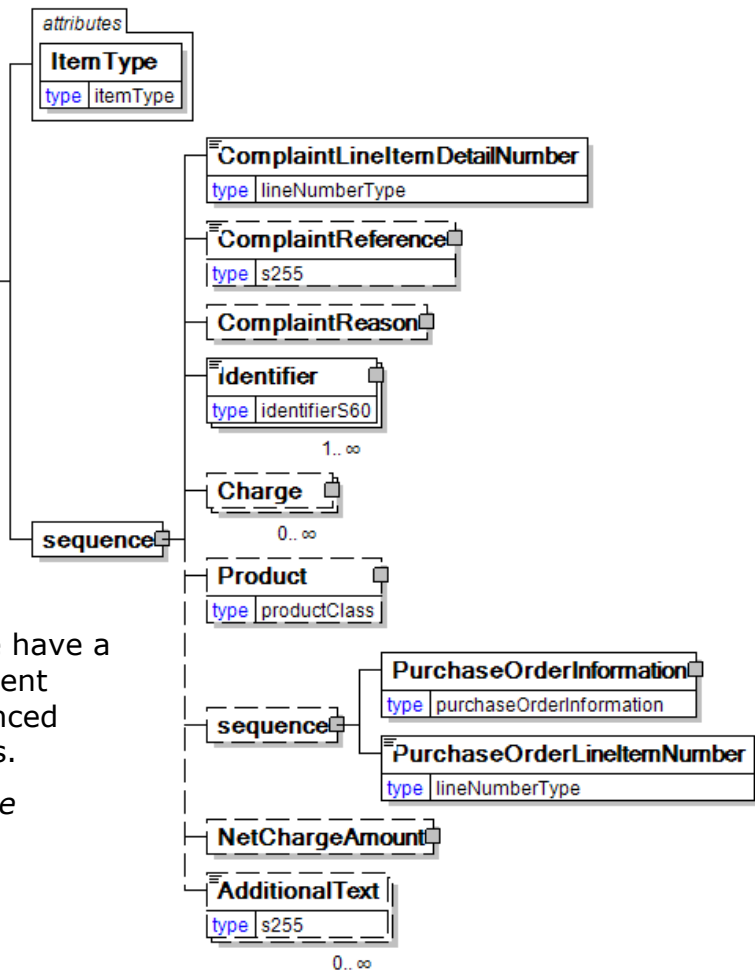 attributes
ItemType
type itemType
ComplaintLineItemDetailNumber
type lineNumberType
ComplaintReference
type s255
ComplaintReason
Identifier
type identifierS60
1.. ∞
Charge
0.. ∞
sequence
Product
type productClass
have a
ent
nced
s.
e
sequence
PurchaseOrderInformation
type purchaseOrderInformation
PurchaseOrderLineItemNumber
type lineNumberType
NetChargeAmount
AdditionalText
type s255
0.. ∞